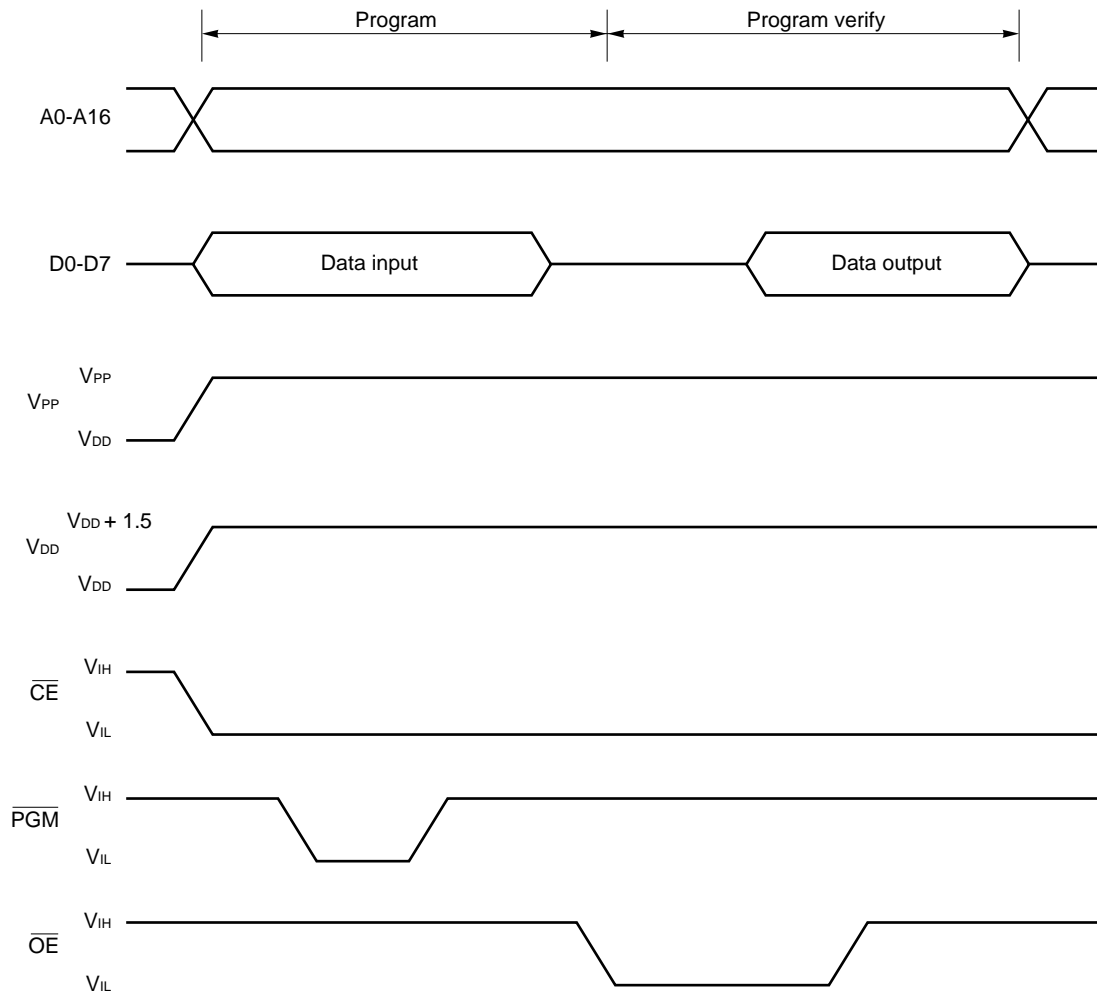 Program
Program verify
A0-A16
D0-D7
Data input
Data output
VPP
VPP
VDD
VDD + 1.5
VDD
VDD
VIH
CE
VIL
VIH
PGM
VIL
VIH
OE
VIL